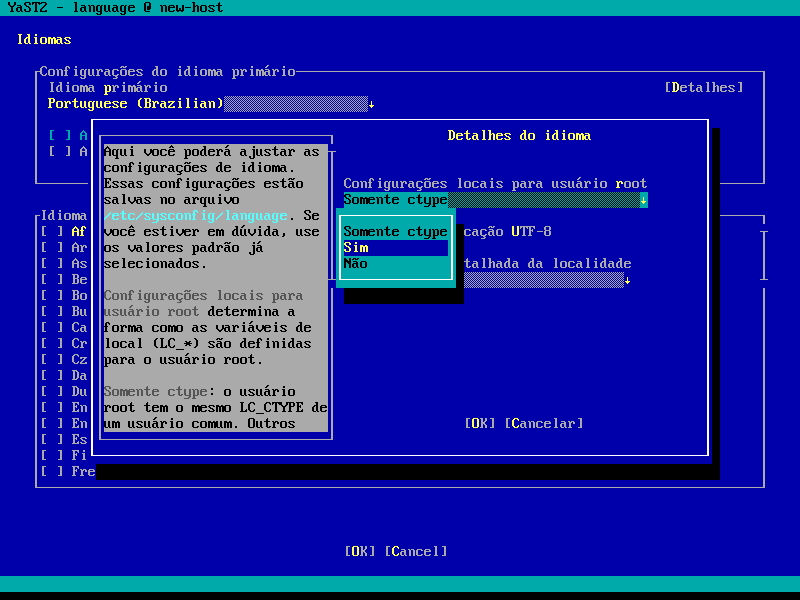 YaST2 - language @ new-host
Idiomas
Configurações do idioma primário
Idioma primário [Detalhes]
Portuguese (Brazilian)↓
[ ] A
[ ] A
Detalhes do idioma
Aqui você poderá ajustar as
configurações de idioma.
Essas configurações estão
salvas no arquivo
/etc/sysconfig/language. Se
você estiver em dúvida, use
os valores padrão já
selecionados.
Configurações locais para
usuário root determina a
forma como as variáveis de
local (LC_*) são definidas
para o usuário root.
Somente ctype: o usuário
root tem o mesmo LC_CTYPE de
um usuário comum. Outros
Configurações locais para usuário root
Somente ctype ↓
Somente ctype
Sim
Não
cação UTF-8
talhada da localidade
↓
[OK] [Cancelar]
Idioma
[ ] Af
[ ] Ar
[ ] As
[ ] Be
[ ] Bo
[ ] Bu
[ ] Ca
[ ] Cr
[ ] Cz
[ ] Da
[ ] Du
[ ] En
[ ] En
[ ] Es
[ ] Fi
[ ] Fre
[OK] [Cancel]